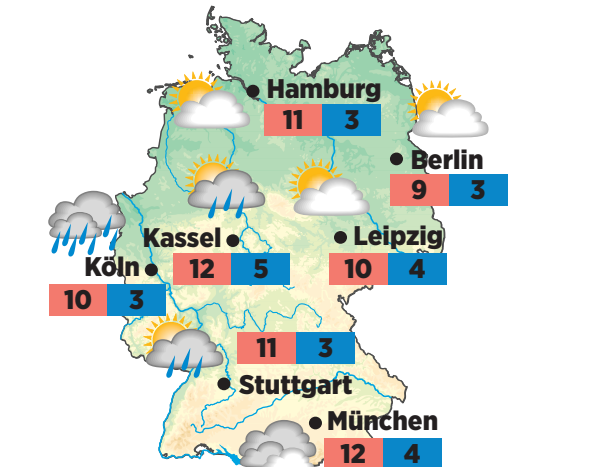 Hamburg
11 3
Berlin
9 3
Kassel
12 5
Leipzig
10 4
Köln
10 3
11 3
Stuttgart
München
12 4